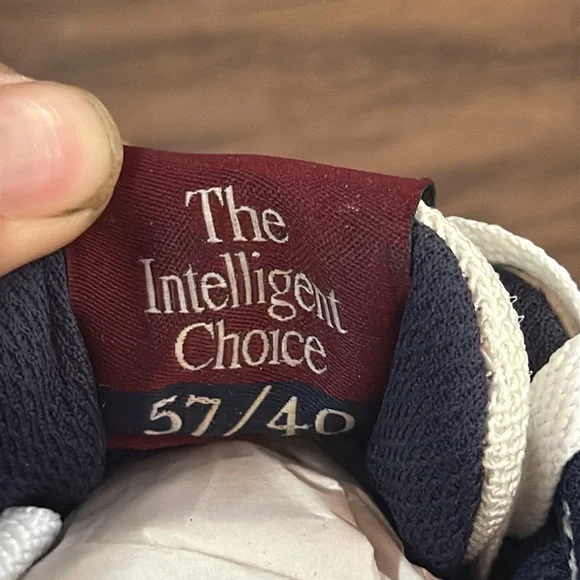 The
Intelligent
Choice
57/40